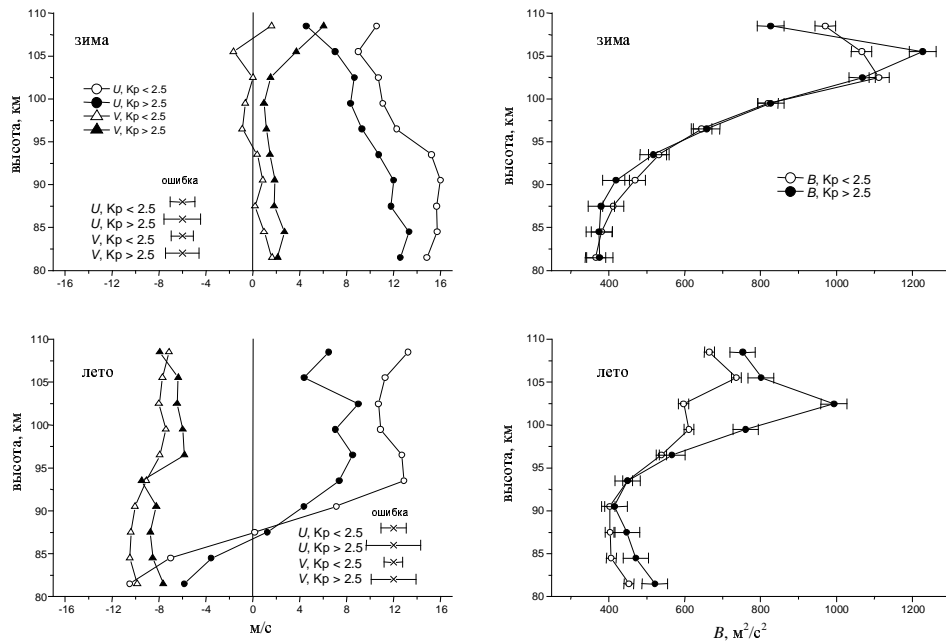 зима
U, Kp < 2.5
U, Kp > 2.5
V, Kp < 2.5
V, Kp > 2.5
ошибка
U, Kp < 2.5
U, Kp > 2.5
V, Kp < 2.5
V, Kp > 2.5
высота, км
110
105
100
95
90
85
80
-16 -12 -8 -4 0 4 8 12 16
зима
B, Kp < 2.5
B, Kp > 2.5
высота, км
110
105
100
95
90
85
80
400 600 800 1000 1200
лето
ошибка
U, Kp < 2.5
U, Kp > 2.5
V, Kp < 2.5
V, Kp > 2.5
высота, км
110
105
100
95
90
85
80
-16 -12 -8 -4 0 4 8 12 16
м/с
лето
высота, км
110
105
100
95
90
85
80
400 600 800 1000 1200
B, м²/с²